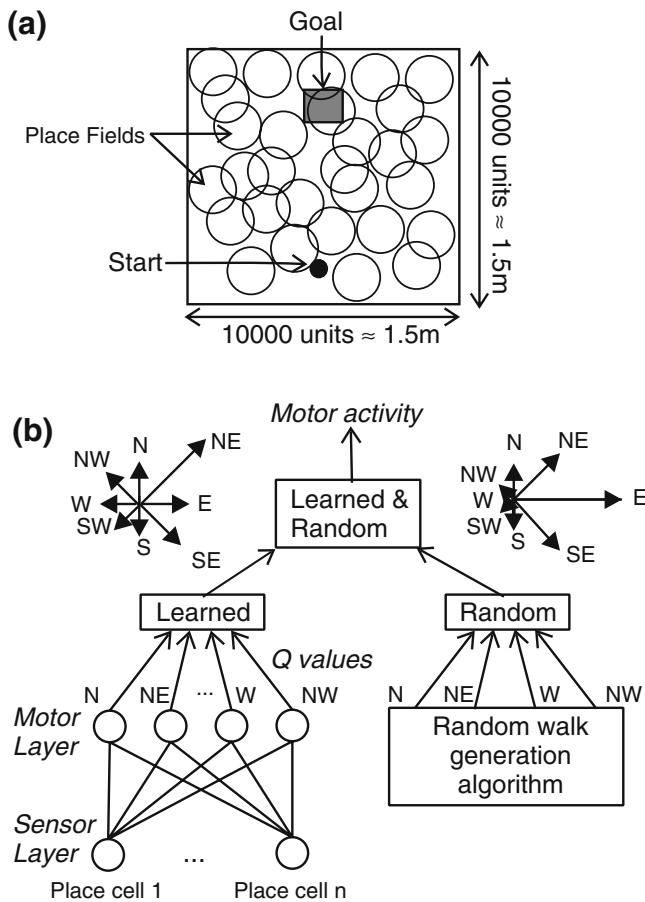 (a)
Goal
Place Fields
Start
10000 units ≈ 1.5m
10000 units ≈ 1.5m
(b)
Motor activity
N
NE
NW
W
E
SW
S
SE
Learned &
Random
N
NE
NW
W
E
SW
S
SE
Learned
Random
Q values
N
NE
...
W
NW
N
NE
W
NW
Motor
Layer
Random walk
generation
algorithm
Sensor
Layer
...
Place cell 1
Place cell n